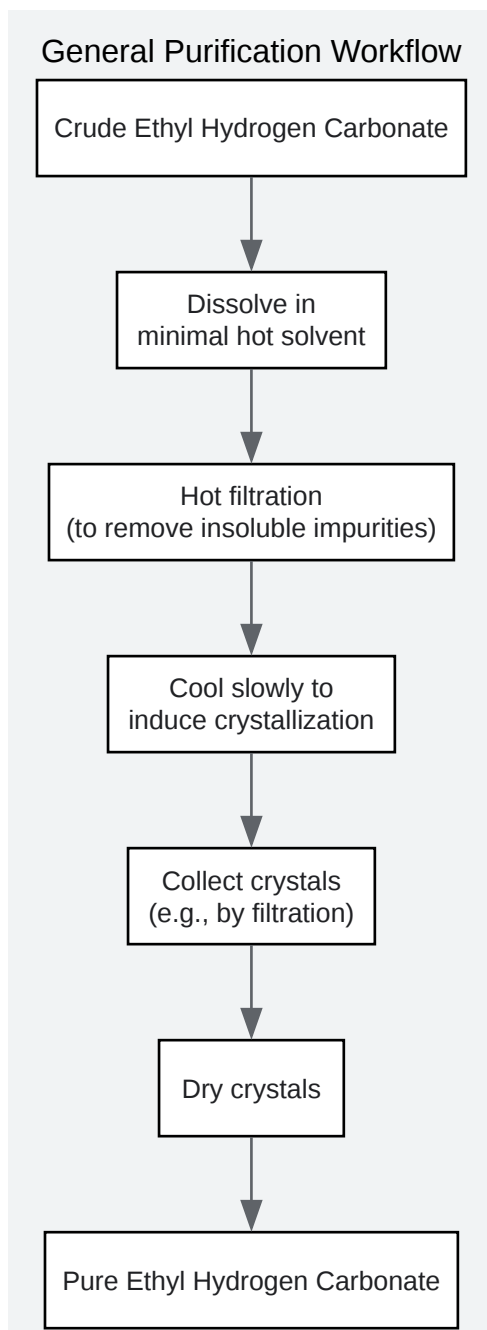 General Purification Workflow
Crude Ethyl Hydrogen Carbonate
Dissolve in
minimal hot solvent
Hot filtration
(to remove insoluble impurities)
Cool slowly to
induce crystallization
Collect crystals
(e.g., by filtration)
Dry crystals
Pure Ethyl Hydrogen Carbonate